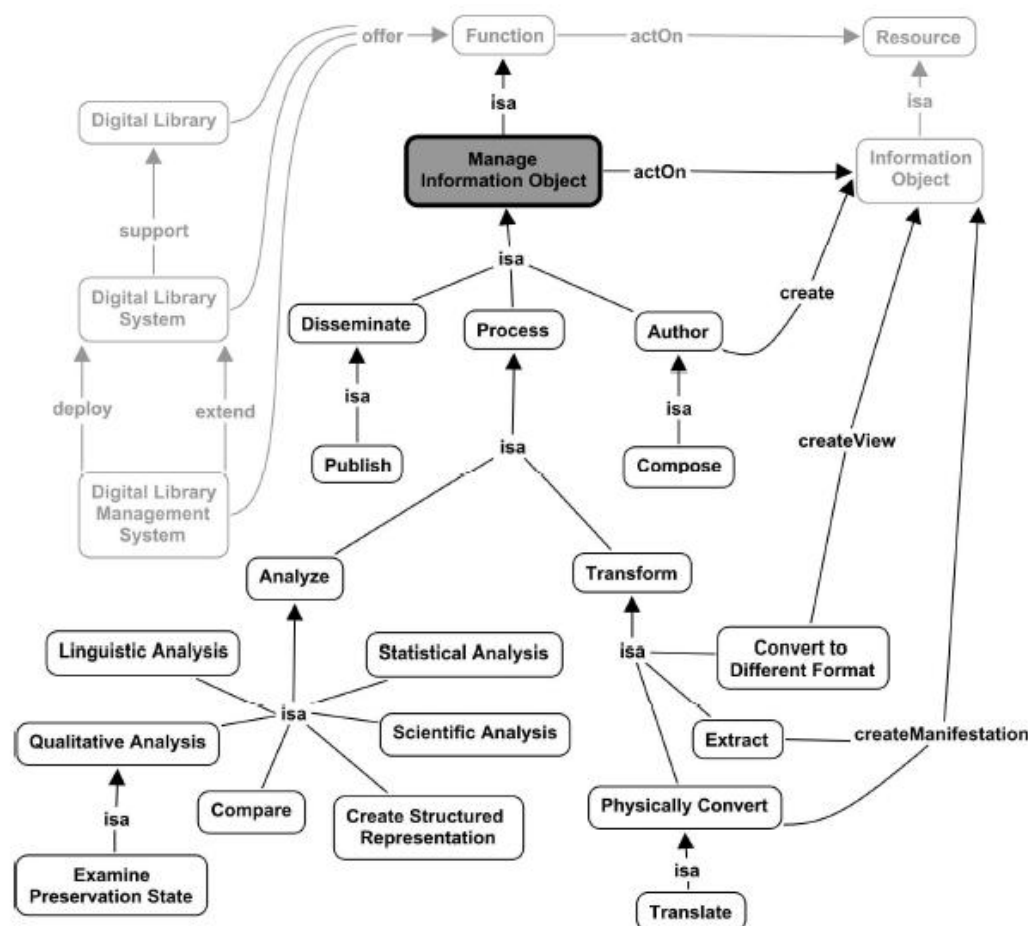 offer
Function
actOn
Resource
isa
isa
Digital Library
Manage
Information Object
actOn
Information
Object
support
isa
create
Digital Library
System
Disseminate
Process
Author
deploy
extend
isa
isa
createView
isa
Publish
Compose
Digital Library
Management
System
Analyze
Transform
Linguistic Analysis
Statistical Analysis
isa
Convert to
Different Format
isa
Qualitative Analysis
Scientific Analysis
Extract
createManifestation
Compare
Create Structured
Representation
Physically Convert
isa
Examine
Preservation State
isa
Translate